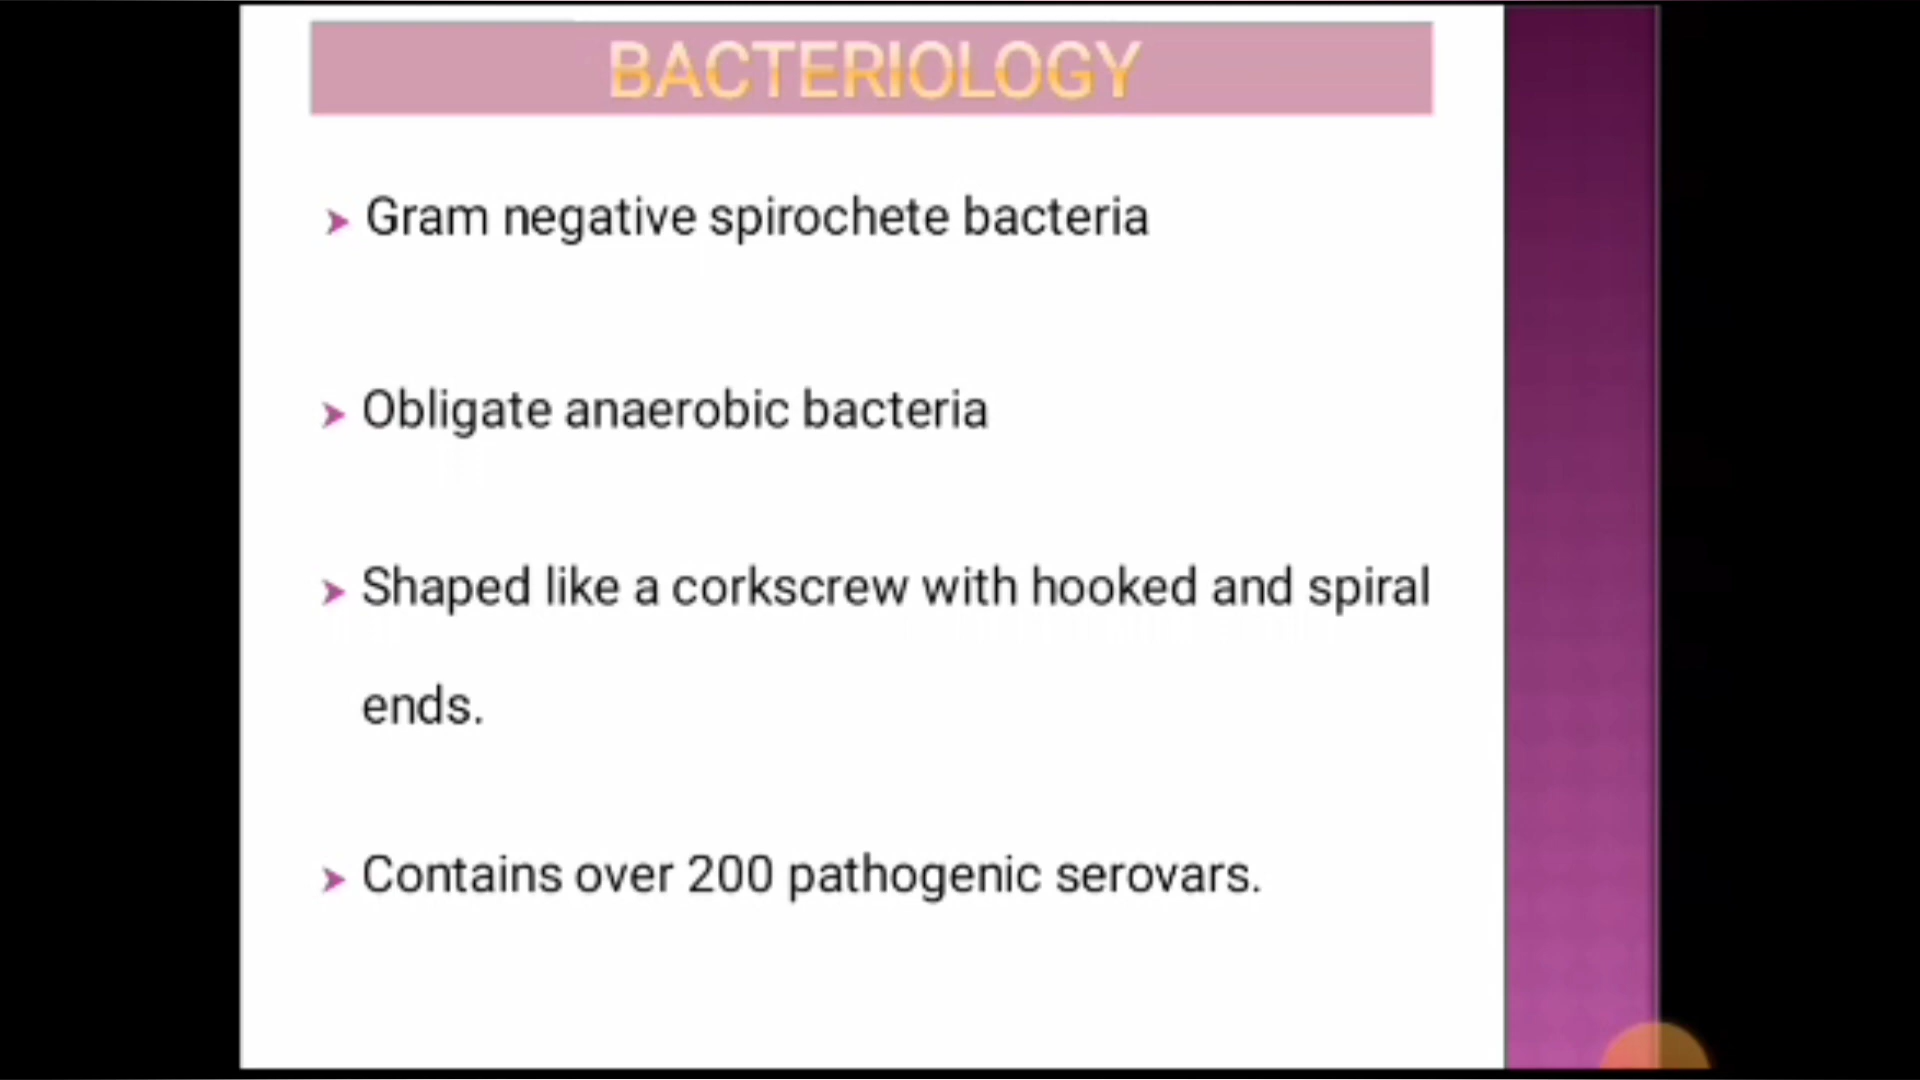 BACTERIOLOGY
➤ Gram negative spirochete bacteria
➤ Obligate anaerobic bacteria
➤ Shaped like a corkscrew with hooked and spiral
ends.
➤ Contains over 200 pathogenic serovars.